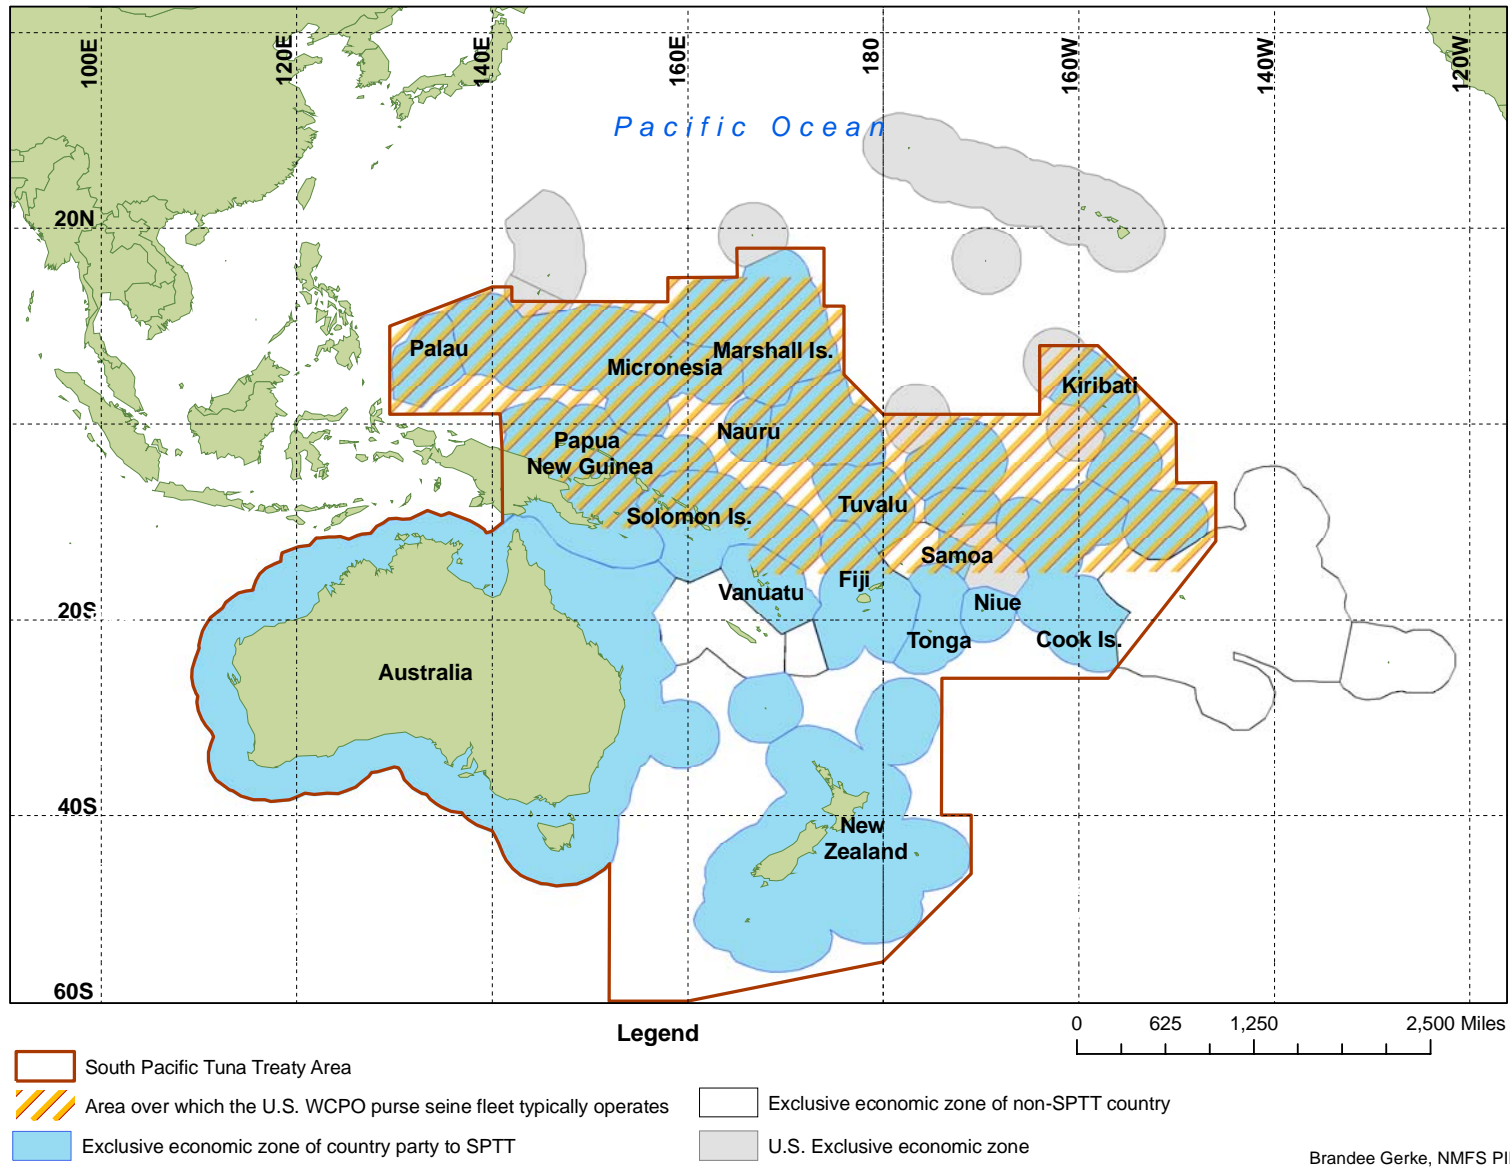 100E
120E
140E
160E
180
160W
140W
120W
Pacific Ocean
20N
Palau
Micronesia
Marshall Is.
Kiribati
Nauru
Papua
New Guinea
Solomon Is.
Tuvalu
Samoa
Fiji
Vanuatu
Niue
20S
Tonga
Cook Is.
Australia
40S
New
Zealand
60S
Legend
0 625 1,250 2,500 Miles
South Pacific Tuna Treaty Area
Area over which the U.S. WCPO purse seine fleet typically operates
Exclusive economic zone of non-SPTT country
Exclusive economic zone of country party to SPTT
U.S. Exclusive economic zone
Brandee Gerke, NMFS PI